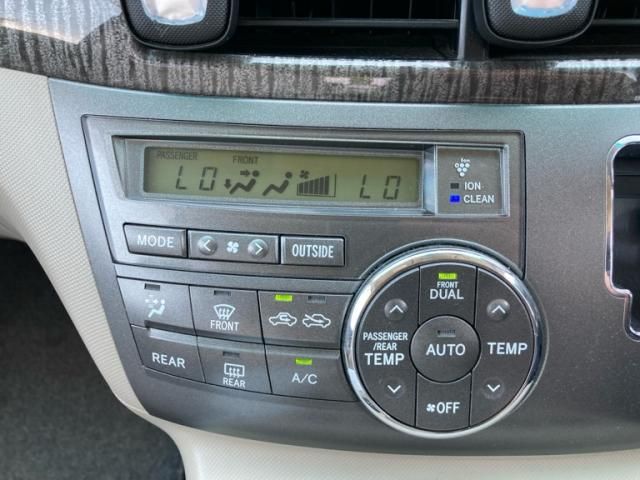 PASSENGER FRONT
LO LO
Ion
ION
CLEAN
MODE
OUTSIDE
FRONT
DUAL
FRONT
PASSENGER
/REAR
TEMP
AUTO
TEMP
REAR
REAR
A/C
OFF